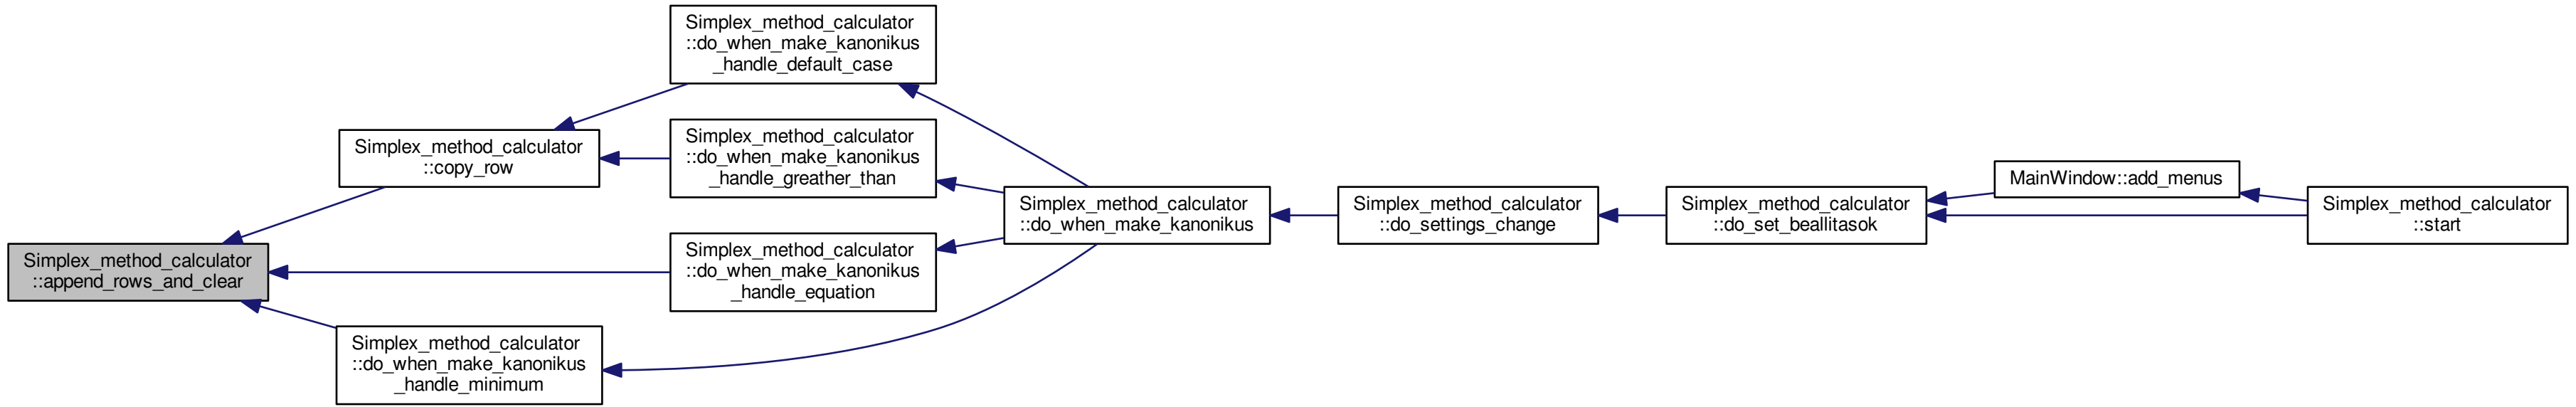 Simplex_method_calculator
::append_rows_and_clear
Simplex_method_calculator
::copy_row
Simplex_method_calculator
::do_when_make_kanonikus
_handle_default_case
Simplex_method_calculator
::do_when_make_kanonikus
_handle_greather_than
Simplex_method_calculator
::do_when_make_kanonikus
_handle_equation
Simplex_method_calculator
::do_when_make_kanonikus
_handle_minimum
Simplex_method_calculator
::do_when_make_kanonikus
Simplex_method_calculator
::do_settings_change
Simplex_method_calculator
::do_set_beallitasok
MainWindow::add_menus
Simplex_method_calculator
::start